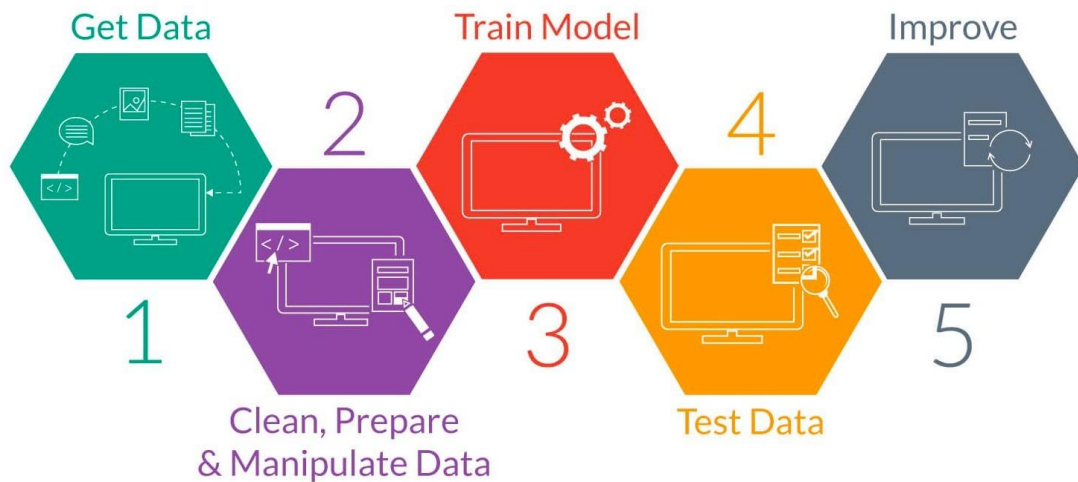 Get Data
1
2
Clean, Prepare
& Manipulate Data
Train Model
3
4
Test Data
Improve
5